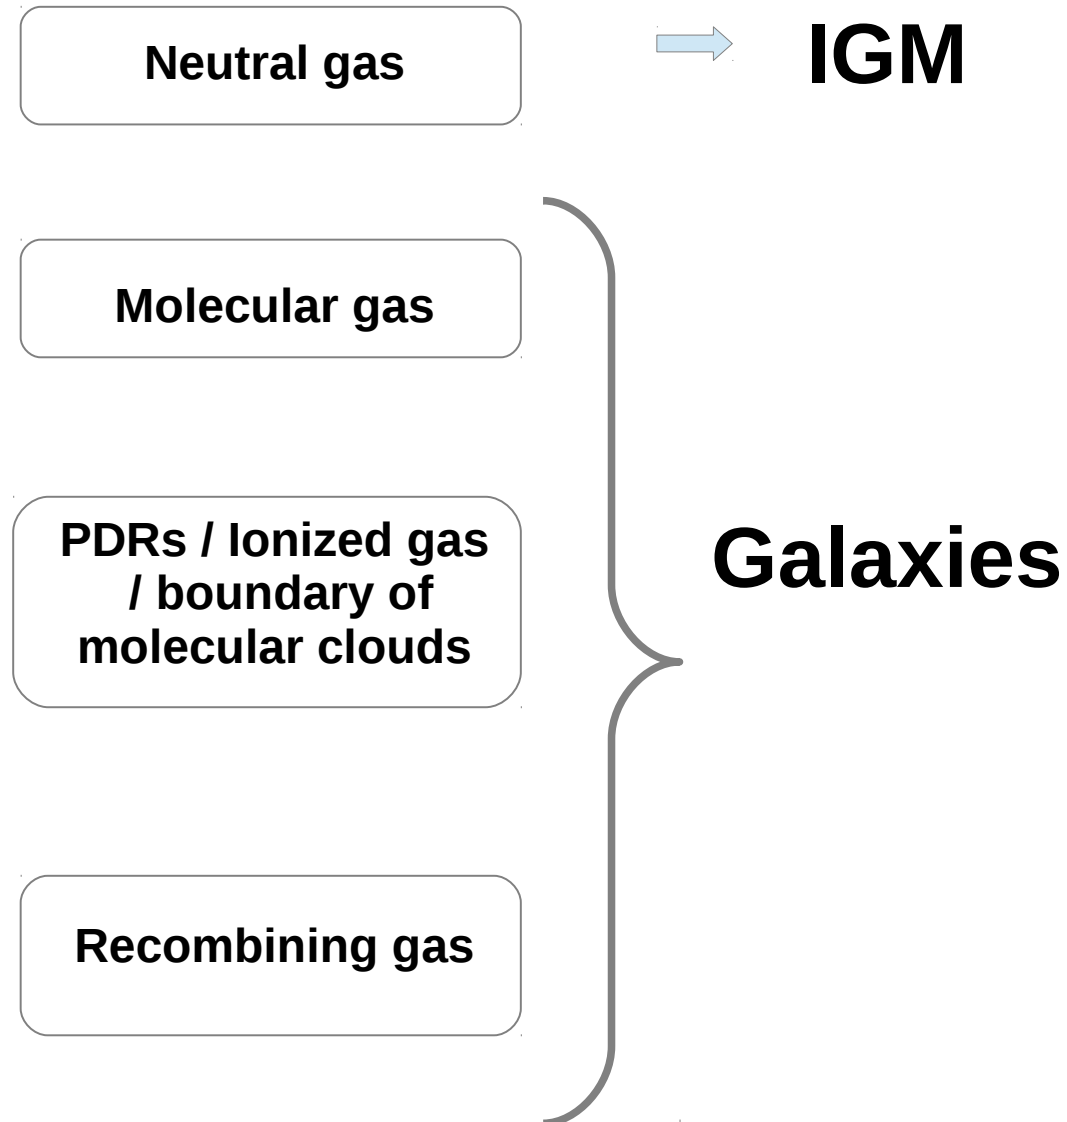 Neutral gas
IGM
Molecular gas
PDRs / Ionized gas
/ boundary of
molecular clouds
Galaxies
Recombining gas